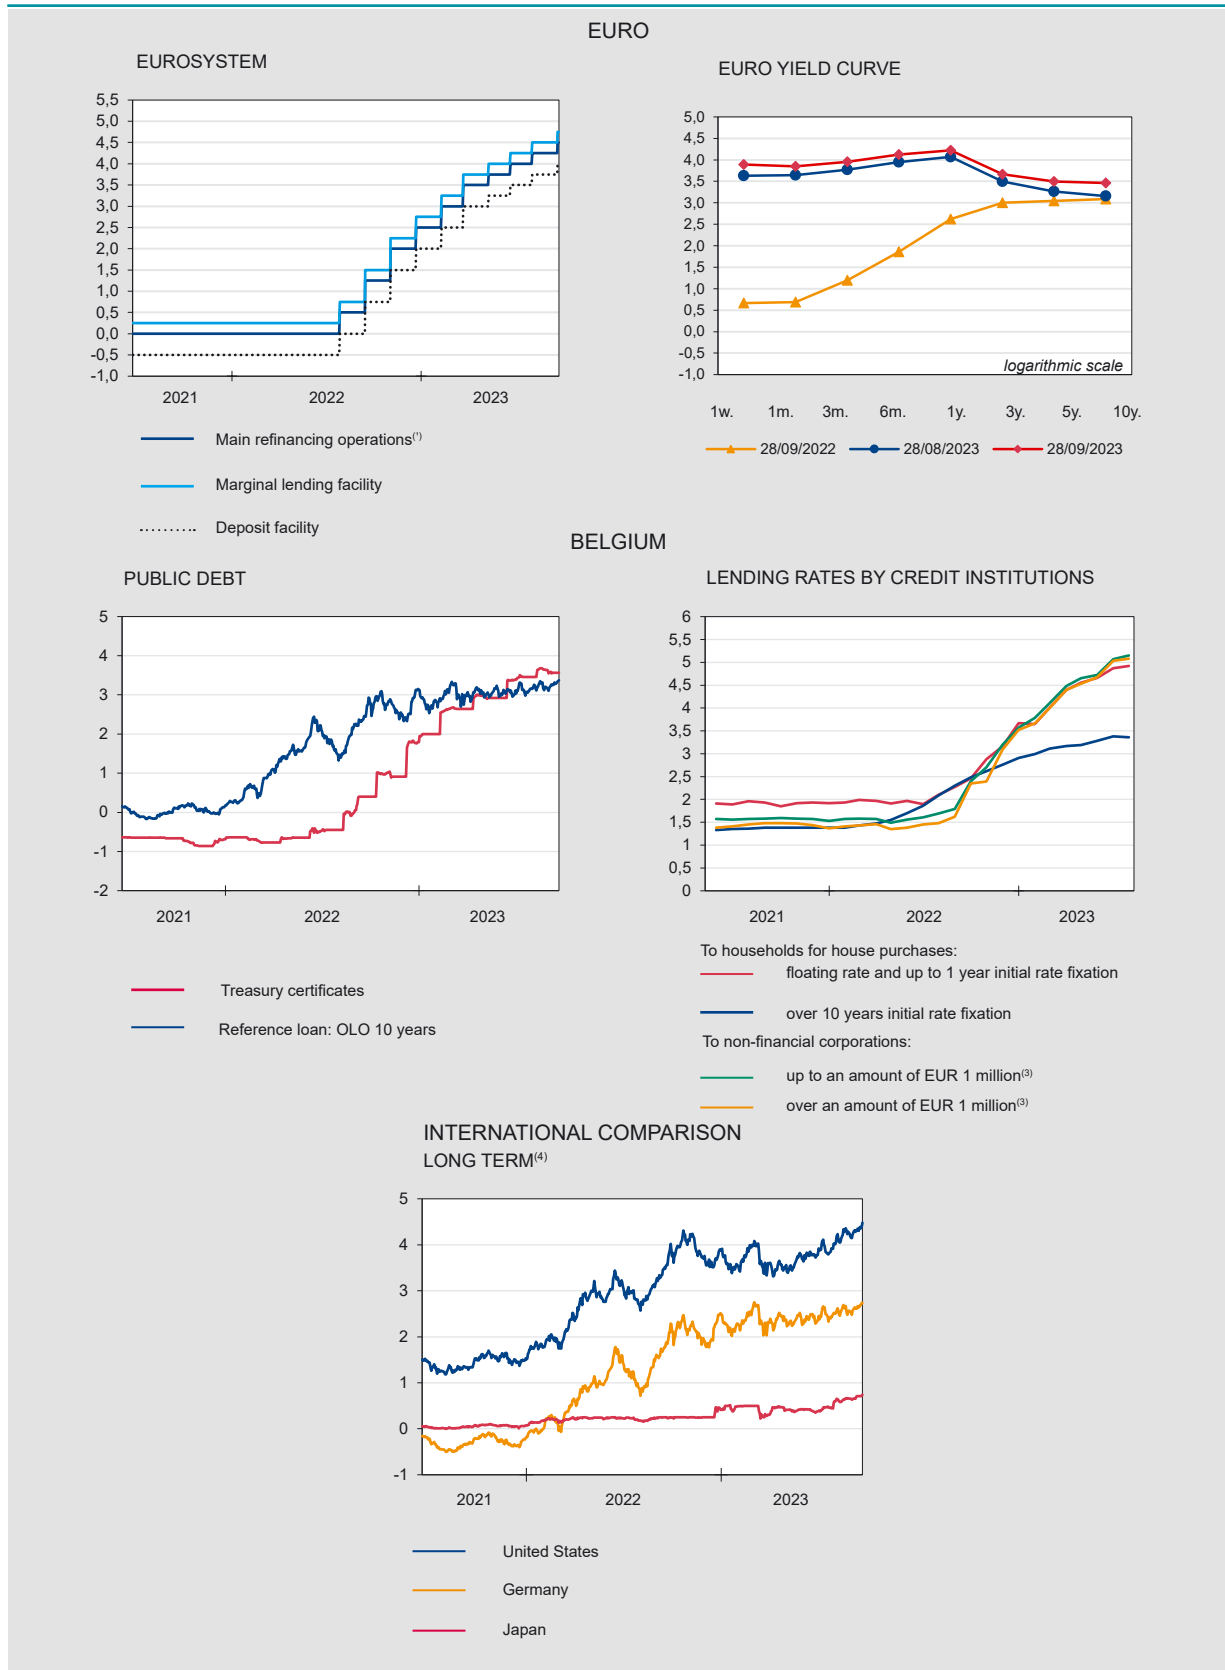 EURO
EUROSYSTEM
5,5
5,0
4,5
4,0
3,5
3,0
2,5
2,0
1,5
1,0
0,5
0,0
-0,5
-1,0
2021 2022 2023
Main refinancing operations(¹)
Marginal lending facility
Deposit facility
EURO YIELD CURVE
5,0
4,5
4,0
3,5
3,0
2,5
2,0
1,5
1,0
0,5
0,0
-0,5
-1,0
logarithmic scale
1w. 1m. 3m. 6m. 1y. 3y. 5y. 10y.
28/09/2022 28/08/2023 28/09/2023
BELGIUM
PUBLIC DEBT
5
4
3
2
1
0
-1
-2
2021 2022 2023
Treasury certificates
Reference loan: OLO 10 years
LENDING RATES BY CREDIT INSTITUTIONS
6
5,5
5
4,5
4
3,5
3
2,5
2
1,5
1
0,5
0
2021 2022 2023
To households for house purchases:
floating rate and up to 1 year initial rate fixation
over 10 years initial rate fixation
To non-financial corporations:
up to an amount of EUR 1 million(3)
over an amount of EUR 1 million(3)
INTERNATIONAL COMPARISON
LONG TERM(4)
5
4
3
2
1
0
-1
2021 2022 2023
United States
Germany
Japan